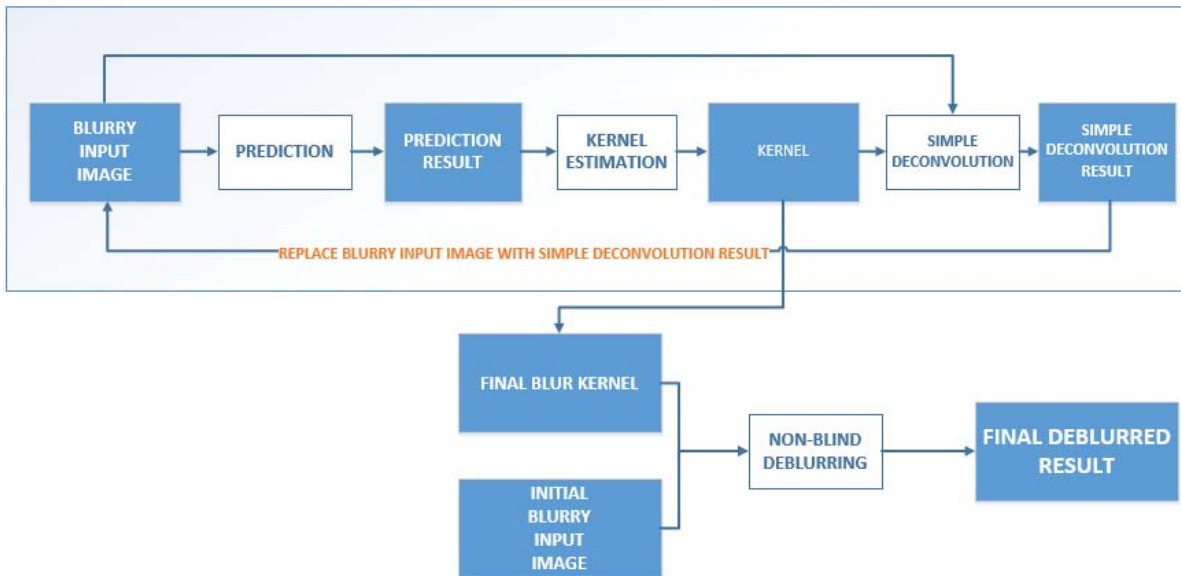 BLURRY
INPUT
IMAGE
PREDICTION
PREDICTION
RESULT
KERNEL
ESTIMATION
KERNEL
SIMPLE
DECONVOLUTION
SIMPLE
DECONVOLUTION
RESULT
REPLACE BLURRY INPUT IMAGE WITH SIMPLE DECONVOLUTION RESULT
FINAL BLUR KERNEL
INITIAL
BLURRY
INPUT
IMAGE
NON-BLIND
DEBLURRING
FINAL DEBLURRED
RESULT